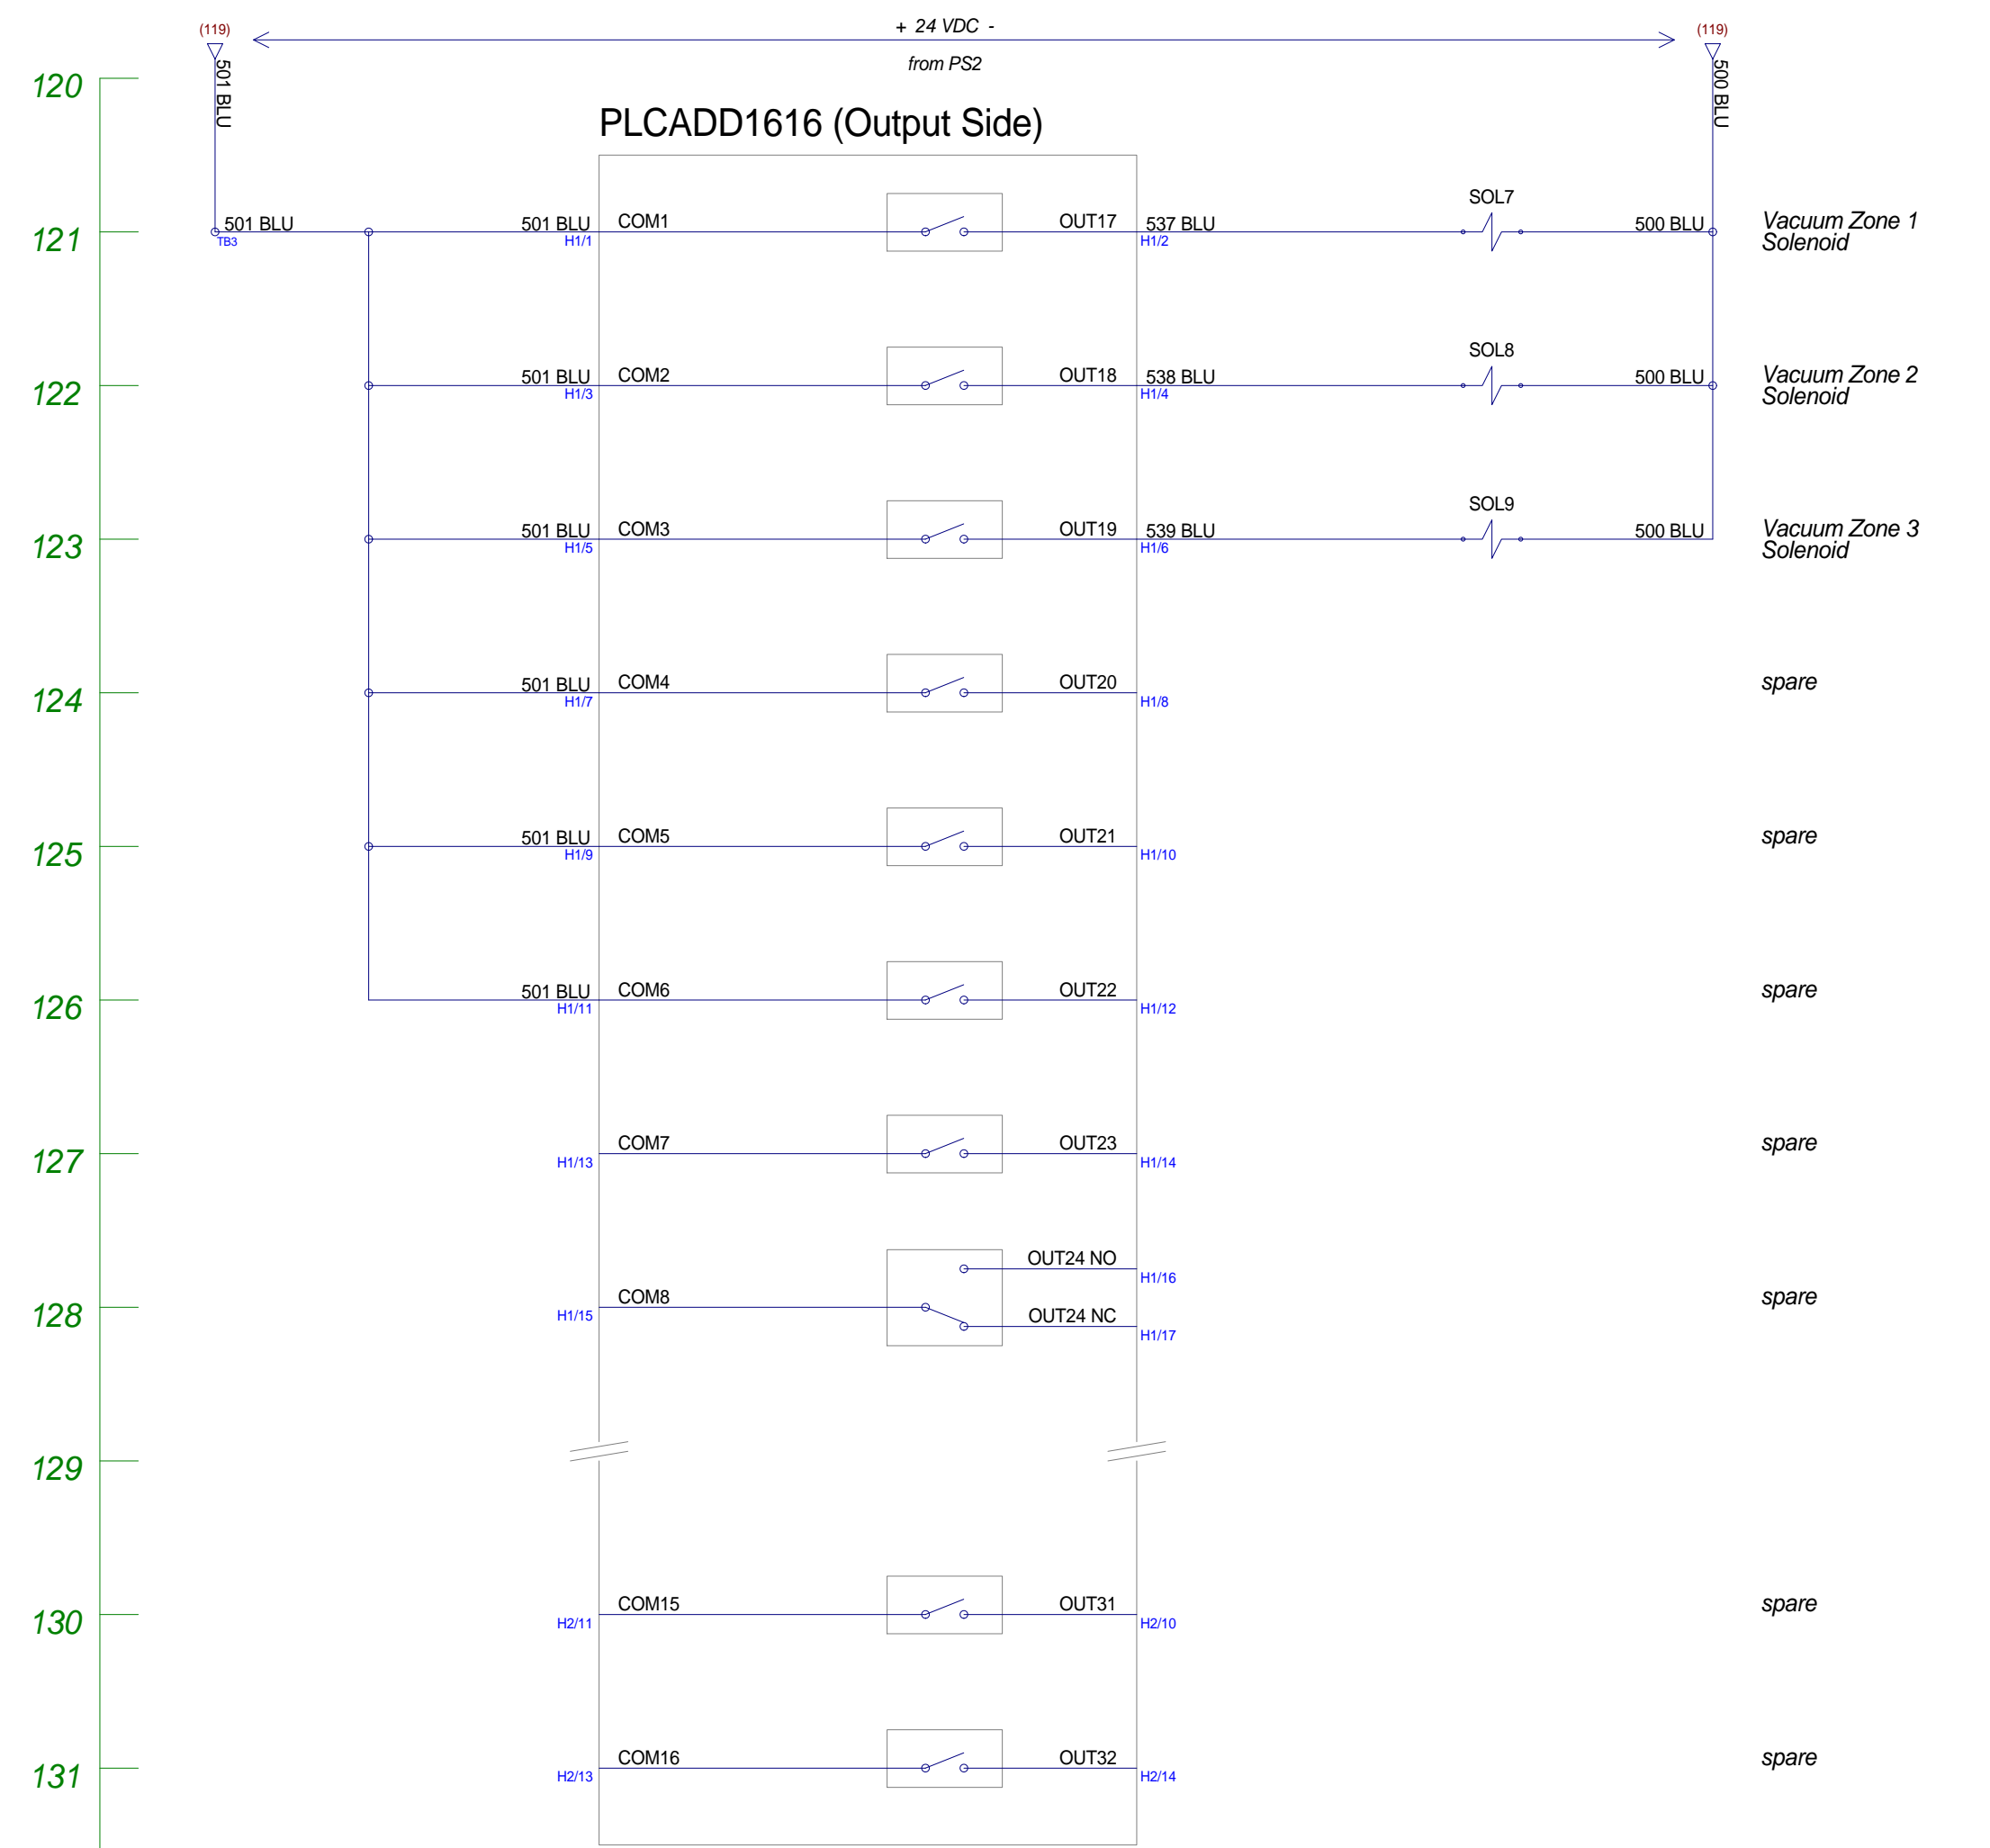 (119)
+ 24 VDC -
(119)
from PS2
501 BLU
500 BLU
120
PLCADD1616 (Output Side)
SOL7
121
501 BLU
TB3
501 BLU
H1/1
COM1
OUT17
537 BLU
H1/2
500 BLU
Vacuum Zone 1
Solenoid
SOL8
122
501 BLU
H1/3
COM2
OUT18
538 BLU
H1/4
500 BLU
Vacuum Zone 2
Solenoid
SOL9
123
501 BLU
H1/5
COM3
OUT19
539 BLU
H1/6
500 BLU
Vacuum Zone 3
Solenoid
124
501 BLU
H1/7
COM4
OUT20
H1/8
spare
125
501 BLU
H1/9
COM5
OUT21
H1/10
spare
126
501 BLU
H1/11
COM6
OUT22
H1/12
spare
127
H1/13
COM7
OUT23
H1/14
spare
OUT24 NO
H1/16
128
H1/15
COM8
OUT24 NC
H1/17
spare
129
130
H2/11
COM15
OUT31
H2/10
spare
131
H2/13
COM16
OUT32
H2/14
spare